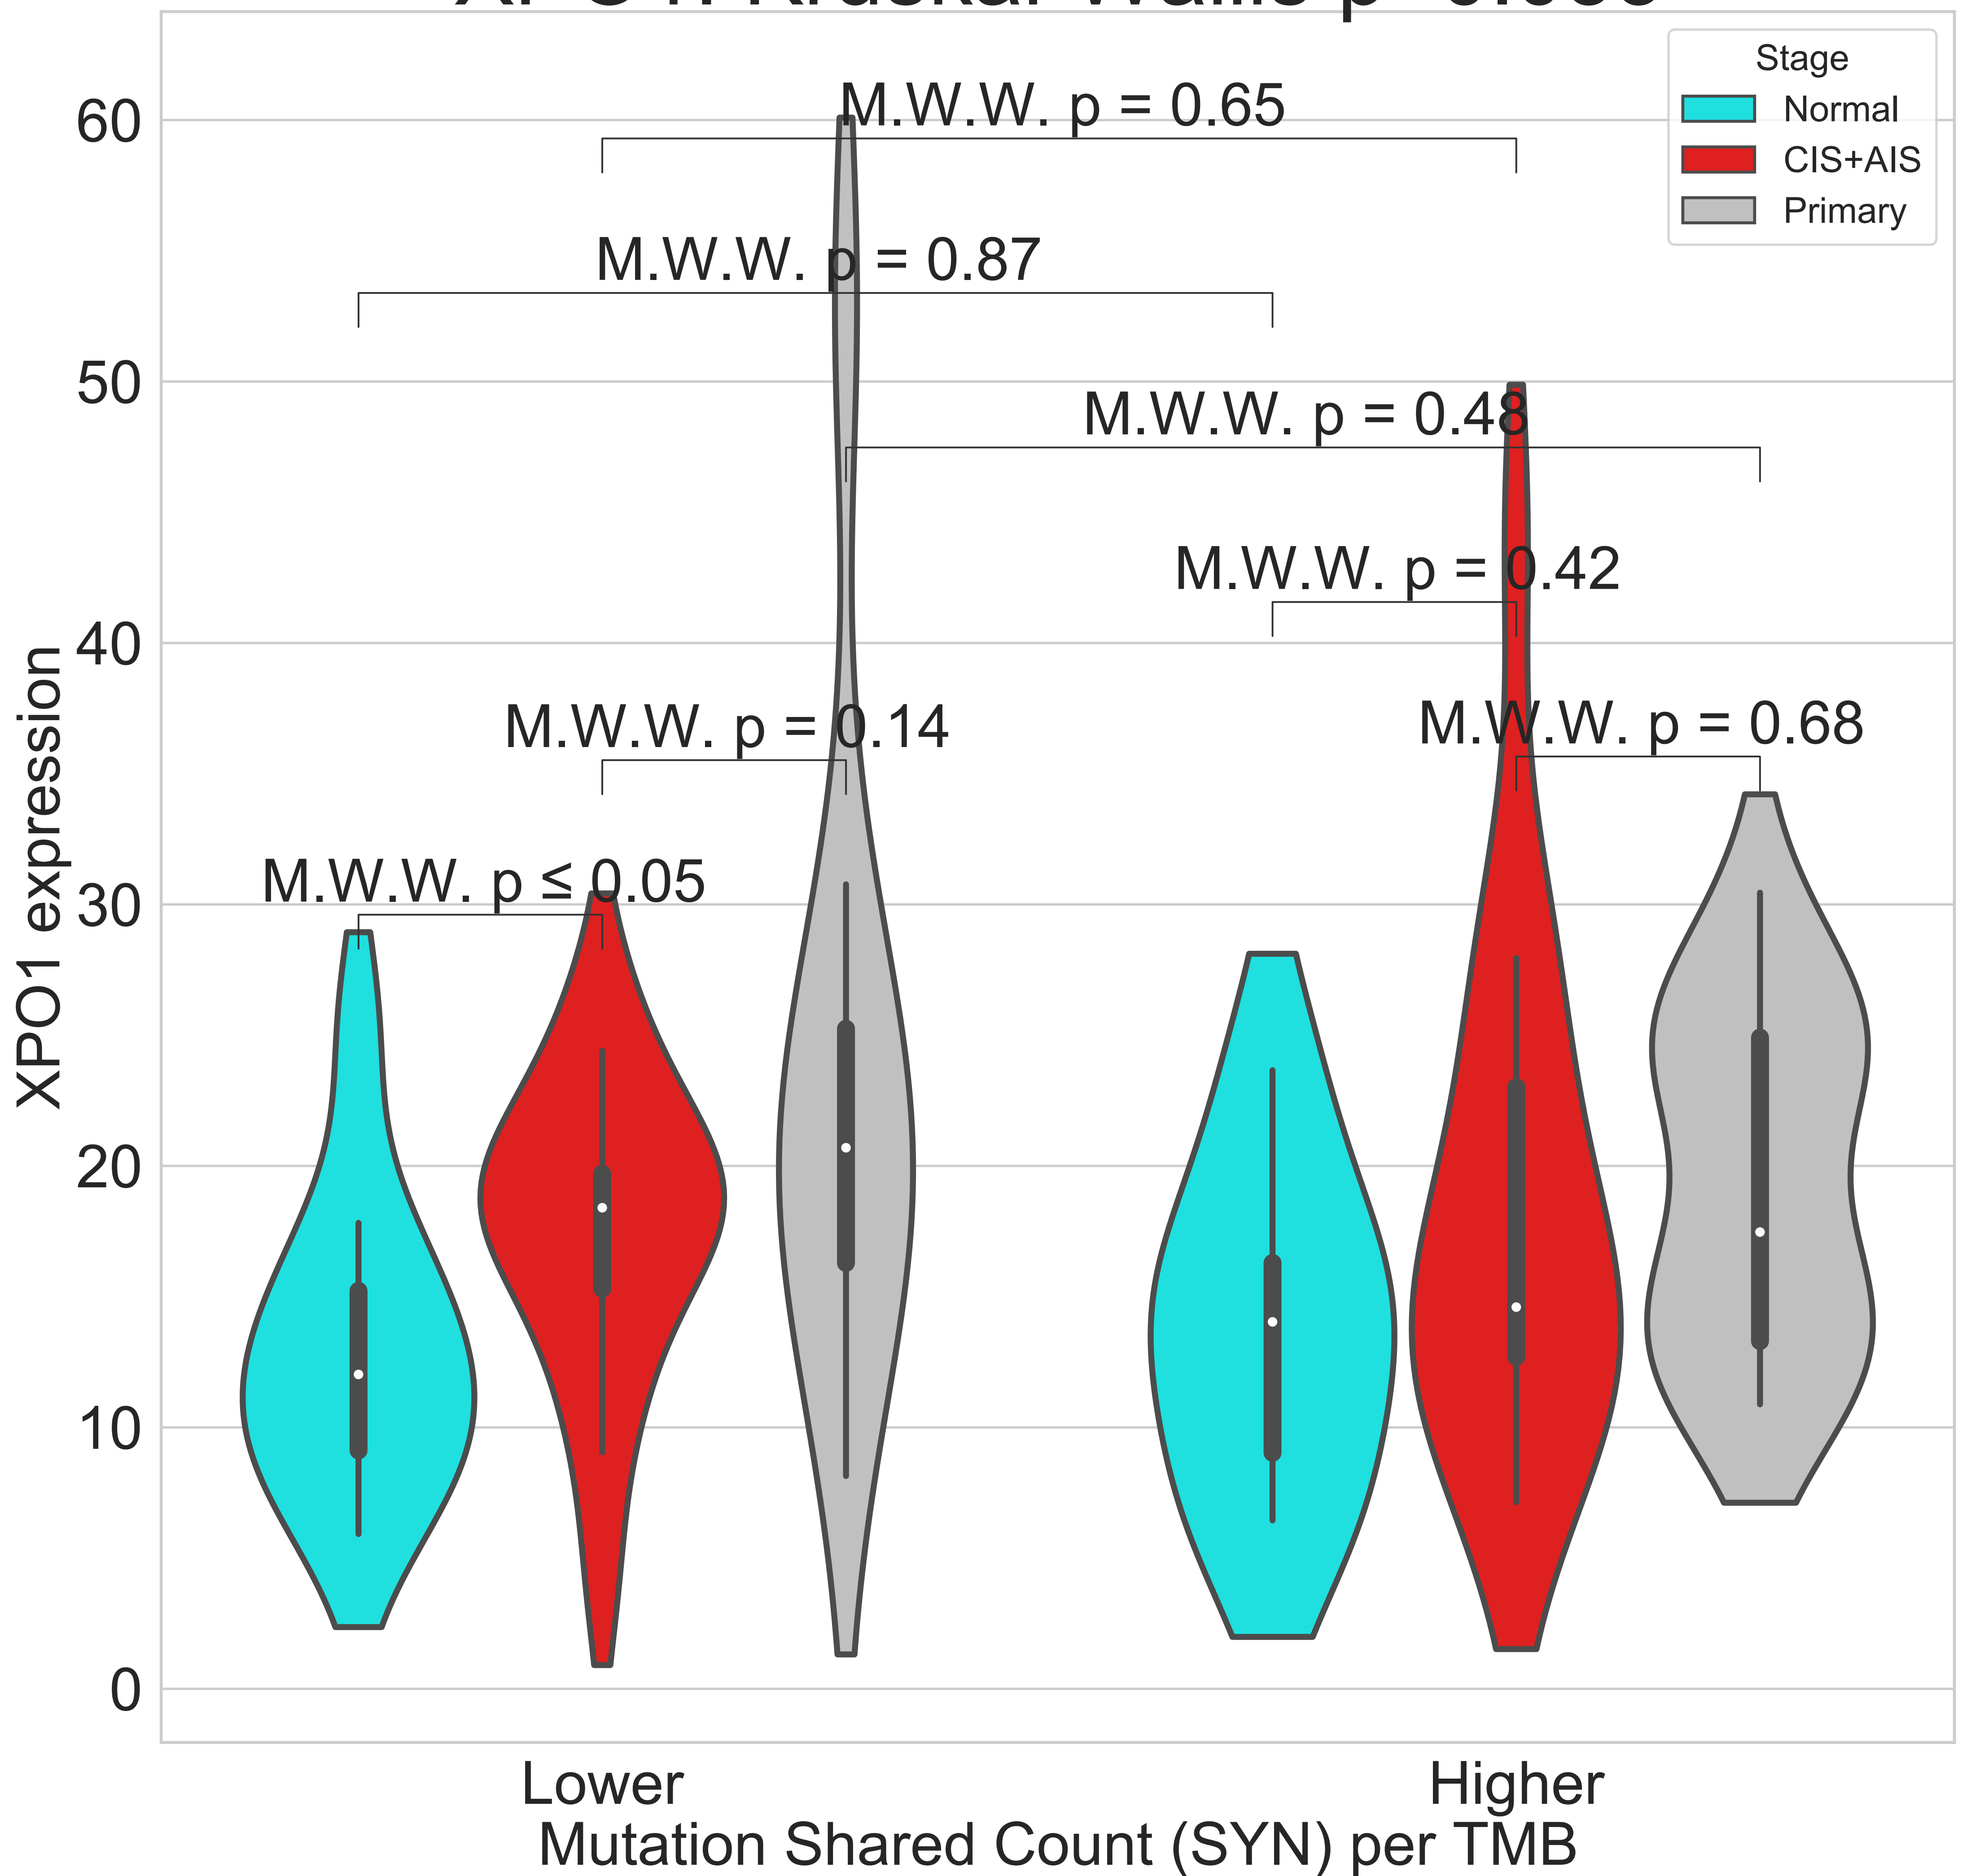 Stage
Normal
CIS+AIS
Primary
M.W.W. p = 0.65
M.W.W. p = 0.87
M.W.W. p = 0.48
M.W.W. p = 0.42
M.W.W. p = 0.14
M.W.W. p = 0.68
M.W.W. p ≤ 0.05
60
50
40
30
20
10
0
XPO1 expression
Lower
Higher
Mutation Shared Count (SYN) per TMB